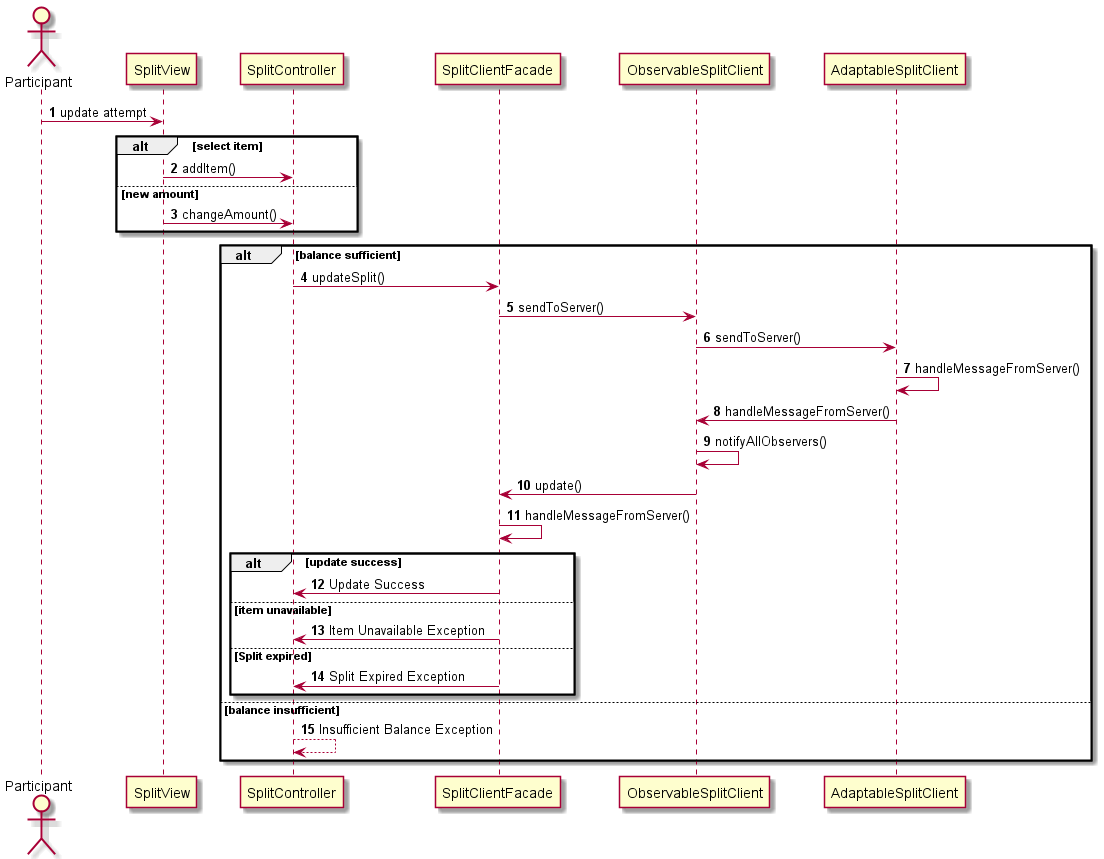 Participant
SplitView
SplitController
SplitClientFacade
ObservableSplitClient
AdaptableSplitClient
1 update attempt
alt [select item]
2 addItem()
[new amount]
3 changeAmount()
alt [balance sufficient]
4 updateSplit()
5 sendToServer()
6 sendToServer()
7 handleMessageFromServer()
8 handleMessageFromServer()
9 notifyAllObservers()
10 update()
11 handleMessageFromServer()
alt [update success]
12 Update Success
[item unavailable]
13 Item Unavailable Exception
[Split expired]
14 Split Expired Exception
[balance insufficient]
15 Insufficient Balance Exception
Participant
SplitView
SplitController
SplitClientFacade
ObservableSplitClient
AdaptableSplitClient